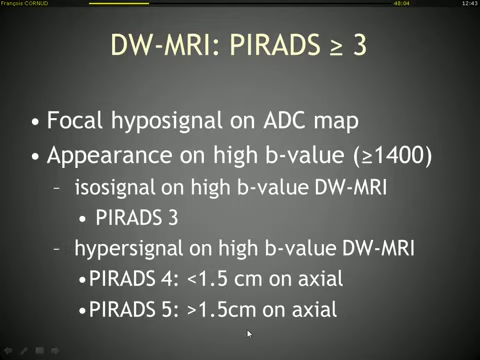 François CORNUD
48:04
12:43
DW-MRI: PIRADS ≥ 3
• Focal hyposignal on ADC map
• Appearance on high b-value (≥1400)
– isosignal on high b-value DW-MRI
• PIRADS 3
– hypersignal on high b-value DW-MRI
•PIRADS 4: <1.5 cm on axial
•PIRADS 5: >1.5cm on axial